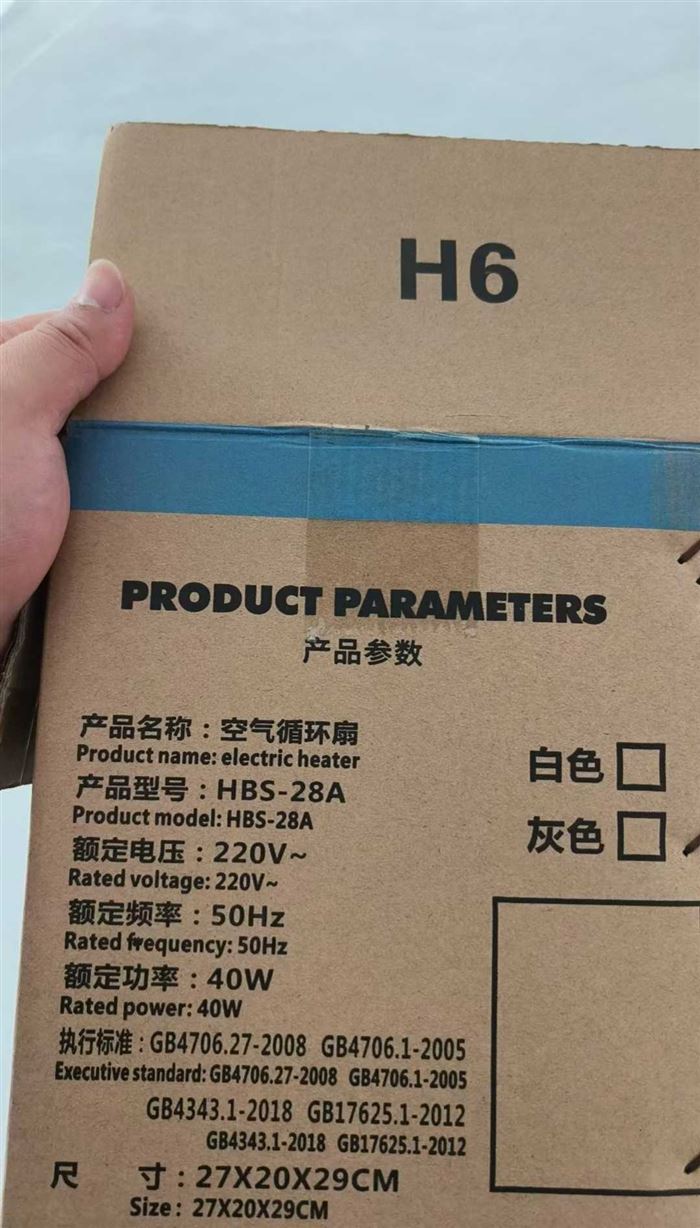 H6
PRODUCT PARAMETERS
产品参数
产品名称：空气循环扇
Product name: electric heater
产品型号：HBS-28A
Product model: HBS-28A
额定电压：220V~
Rated voltage: 220V~
额定频率：50Hz
Rated frequency: 50Hz
额定功率：40W
Rated power: 40W
执行标准：GB4706.27-2008 GB4706.1-2005
Executive standard: GB4706.27-2008 GB4706.1-2005
GB4343.1-2018 GB17625.1-2012
GB4343.1-2018 GB17625.1-2012
尺 寸：27X20X29CM
Size: 27X20X29CM
白色
灰色